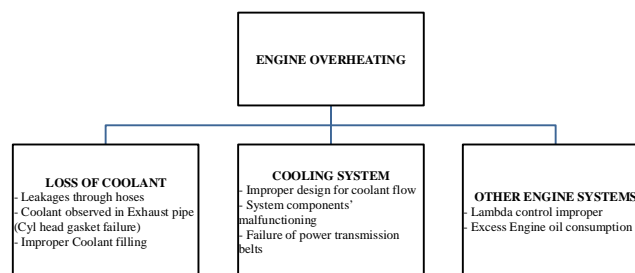 ENGINE OVERHEATING
LOSS OF COOLANT
- Leakages through hoses
- Coolant observed in Exhaust pipe
(Cyl head gasket failure)
- Improper Coolant filling
COOLING SYSTEM
- Improper design for coolant flow
- System components’
malfunctioning
- Failure of power transmission
belts
OTHER ENGINE SYSTEMS
- Lambda control improper
- Excess Engine oil consumption